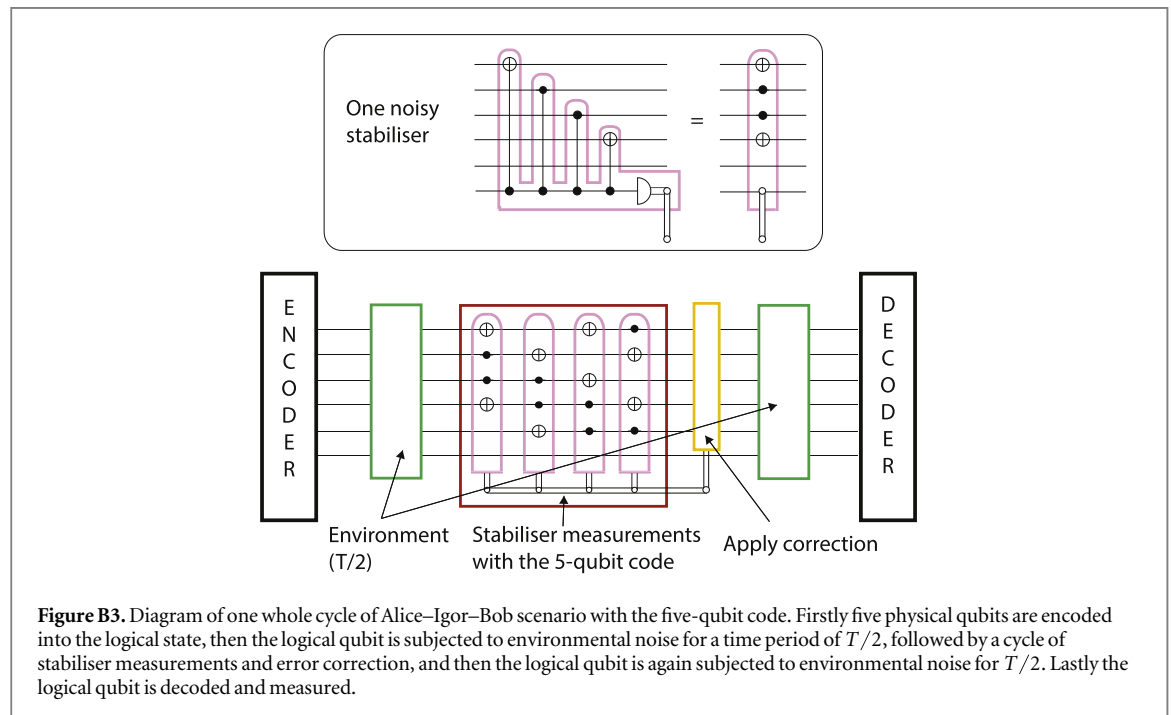 One noisy
stabiliser
=
E
N
C
O
D
E
R
D
E
C
O
D
E
R
Environment
(T/2)
Stabiliser measurements
with the 5-qubit code
Apply correction
Figure B3. Diagram of one whole cycle of Alice–Igor–Bob scenario with the five-qubit code. Firstly five physical qubits are encoded
into the logical state, then the logical qubit is subjected to environmental noise for a time period of T/2, followed by a cycle of
stabiliser measurements and error correction, and then the logical qubit is again subjected to environmental noise for T/2. Lastly the
logical qubit is decoded and measured.